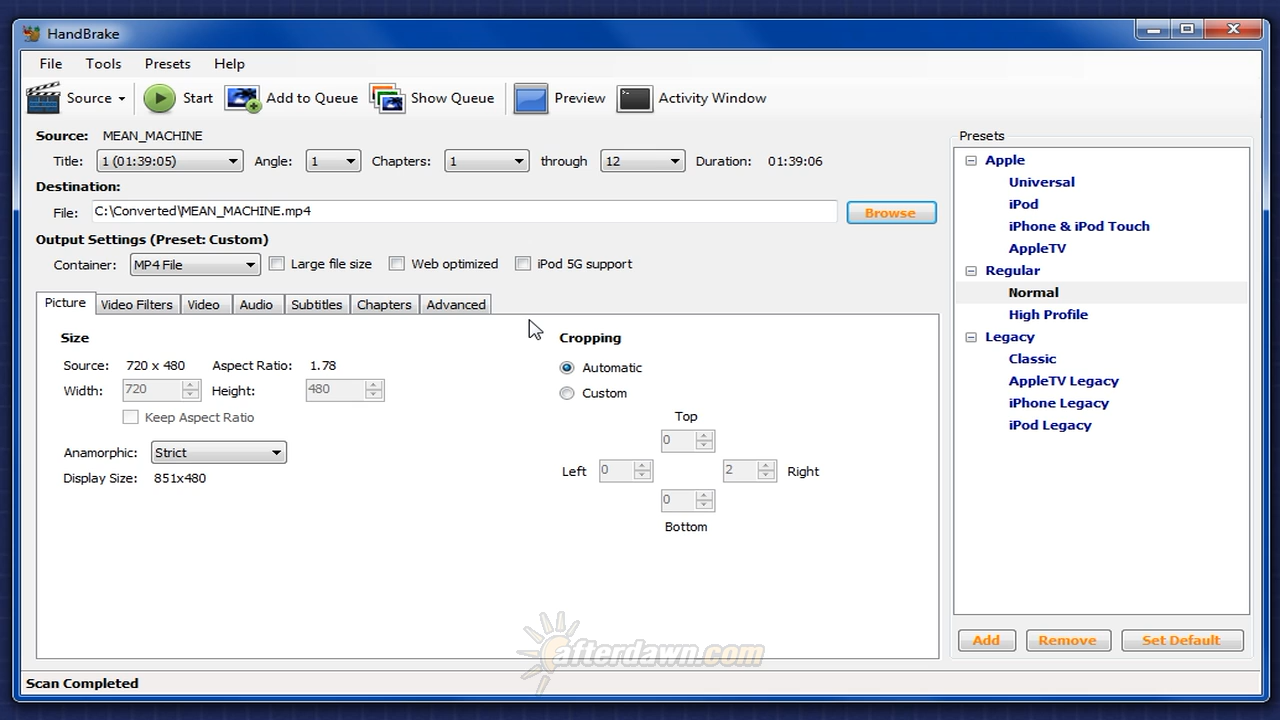 HandBrake
File Tools Presets Help
Source Start Add to Queue Show Queue Preview Activity Window
Source: MEAN_MACHINE
Title: 1 (01:39:05) Angle: 1 Chapters: 1 through 12 Duration: 01:39:06
Destination:
File: C:\Converted\MEAN_MACHINE.mp4 Browse
Output Settings (Preset: Custom)
Container: MP4 File Large file size Web optimized iPod 5G support
Picture Video Filters Video Audio Subtitles Chapters Advanced
Size
Source: 720 x 480 Aspect Ratio: 1.78
Width: 720 Height: 480
Keep Aspect Ratio
Anamorphic: Strict
Display Size: 851x480
Cropping
Automatic
Custom
Top
0
Left 0 2 Right
0
Bottom
Presets
Apple
Universal
iPod
iPhone & iPod Touch
AppleTV
Regular
Normal
High Profile
Legacy
Classic
AppleTV Legacy
iPhone Legacy
iPod Legacy
Add Remove Set Default
afterdawn.com
Scan Completed